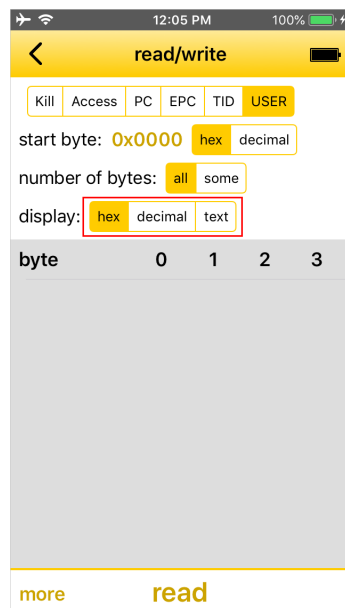 12:05 PM 100%
read/write
Kill Access PC EPC TID USER
start byte: 0x0000 hex decimal
number of bytes: all some
display: hex decimal text
byte 0 1 2 3
more read